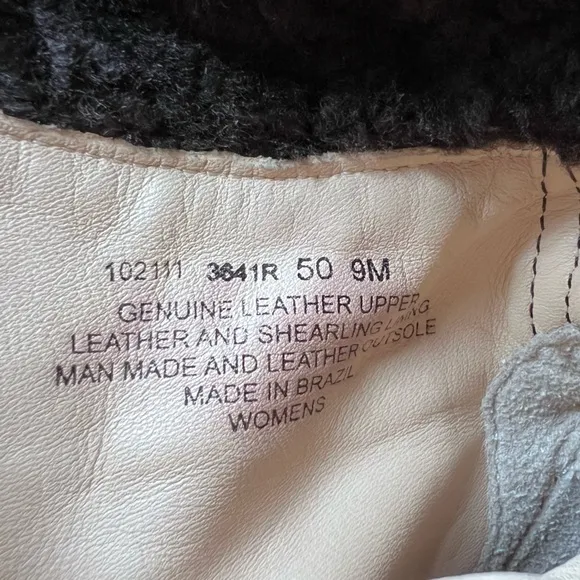 102111 3641R 50 9M
GENUINE LEATHER UPPER
LEATHER AND SHEARLING LINING
MAN MADE AND LEATHER OUTSOLE
MADE IN BRAZIL
WOMENS